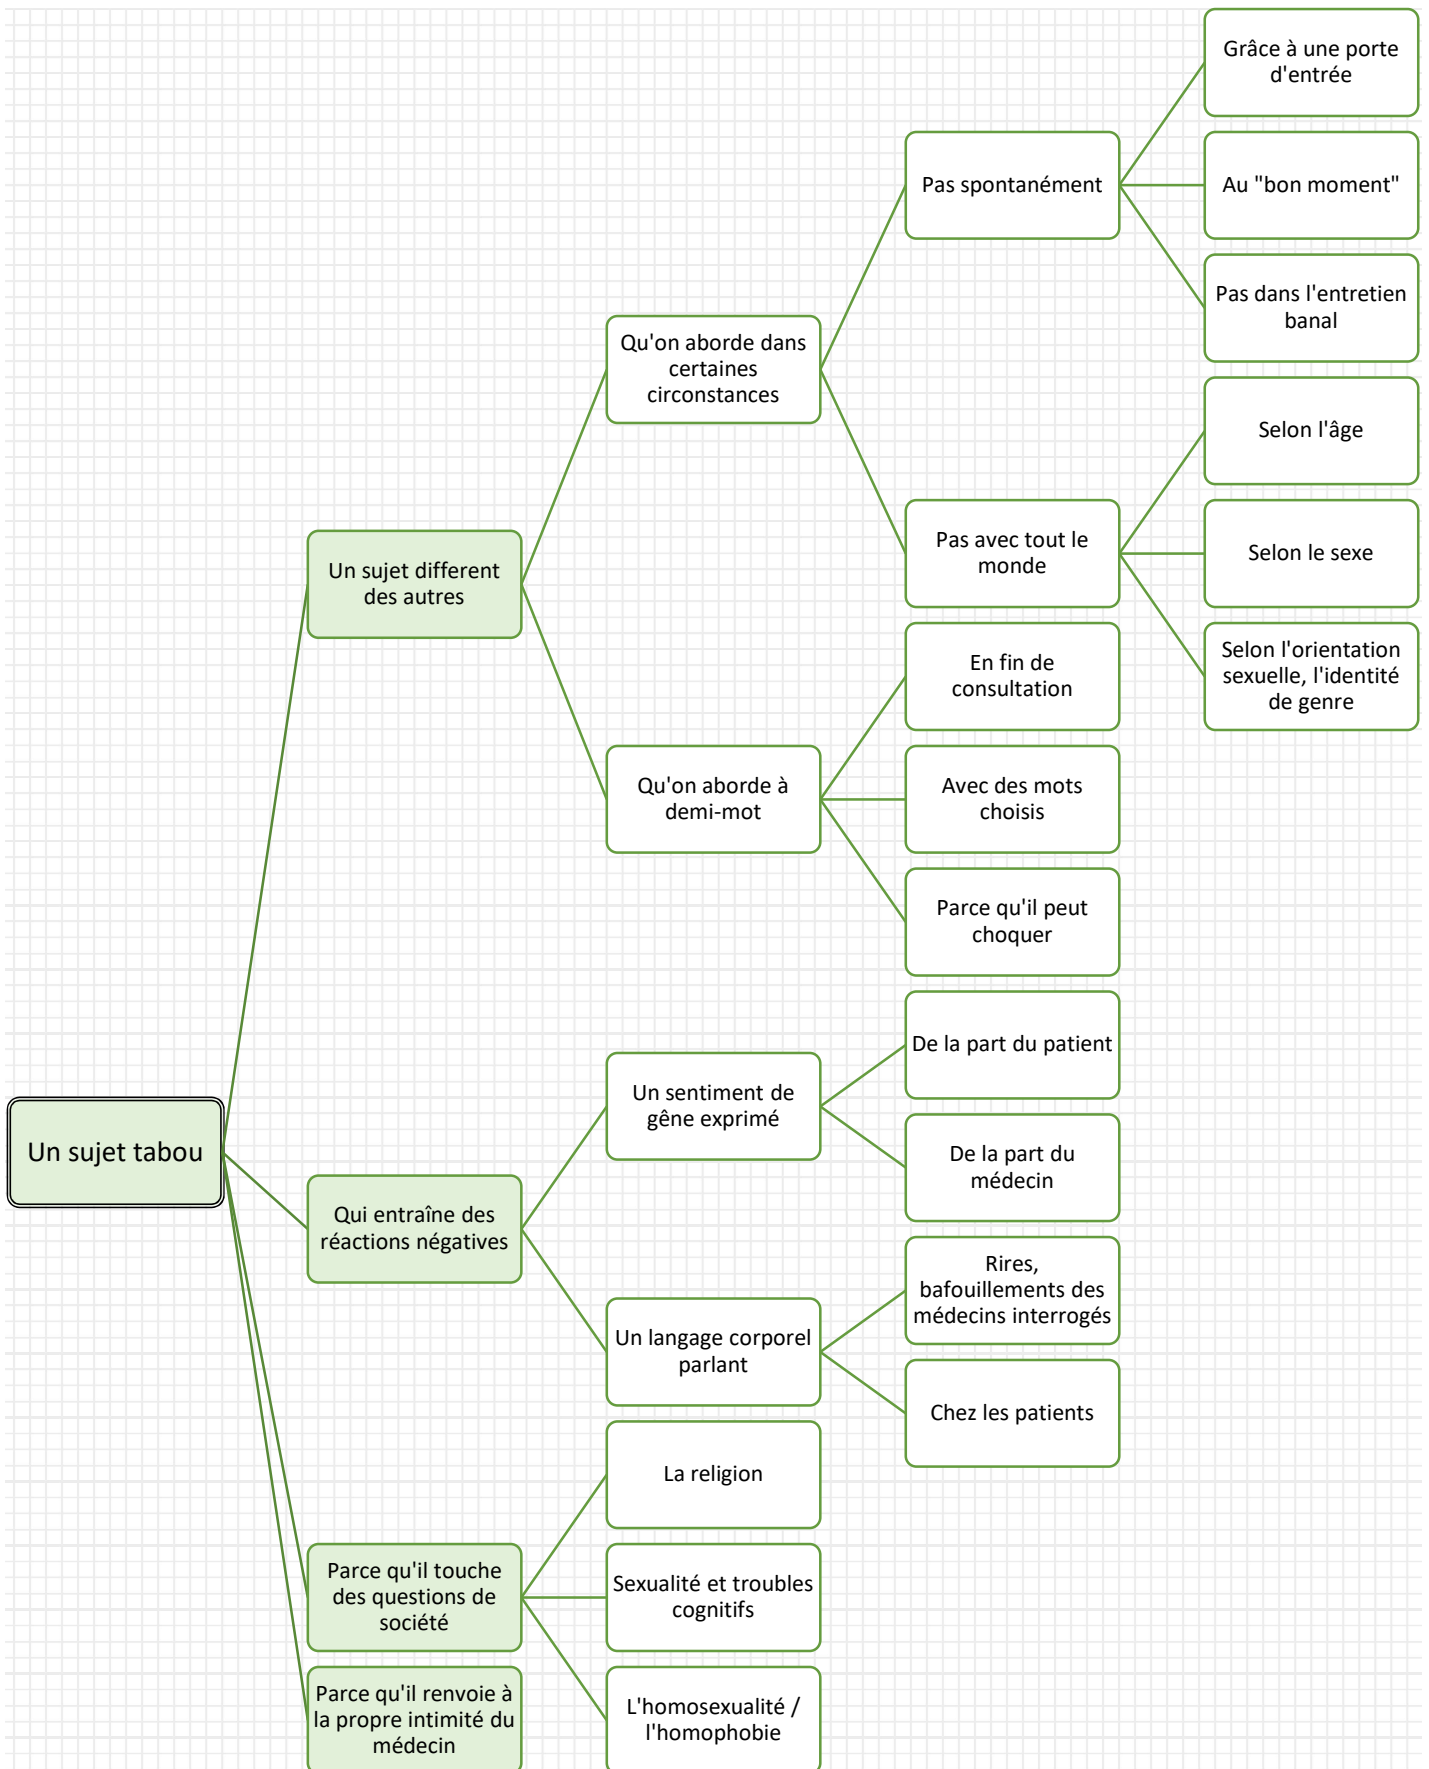 Un sujet tabou
Un sujet different
des autres
Qu'on aborde dans
certaines
circonstances
Pas spontanément
Grâce à une porte
d'entrée
Au "bon moment"
Pas dans l'entretien
banal
Pas avec tout le
monde
Selon l'âge
Selon le sexe
Selon l'orientation
sexuelle, l'identité
de genre
Qu'on aborde à
demi-mot
En fin de
consultation
Avec des mots
choisis
Parce qu'il peut
choquer
Qui entraîne des
réactions négatives
Un sentiment de
gêne exprimé
De la part du patient
De la part du
médecin
Un langage corporel
parlant
Rires,
bafouillements des
médecins interrogés
Chez les patients
Parce qu'il touche
des questions de
société
La religion
Sexualité et troubles
cognitifs
L'homosexualité /
l'homophobie
Parce qu'il renvoie à
la propre intimité du
médecin